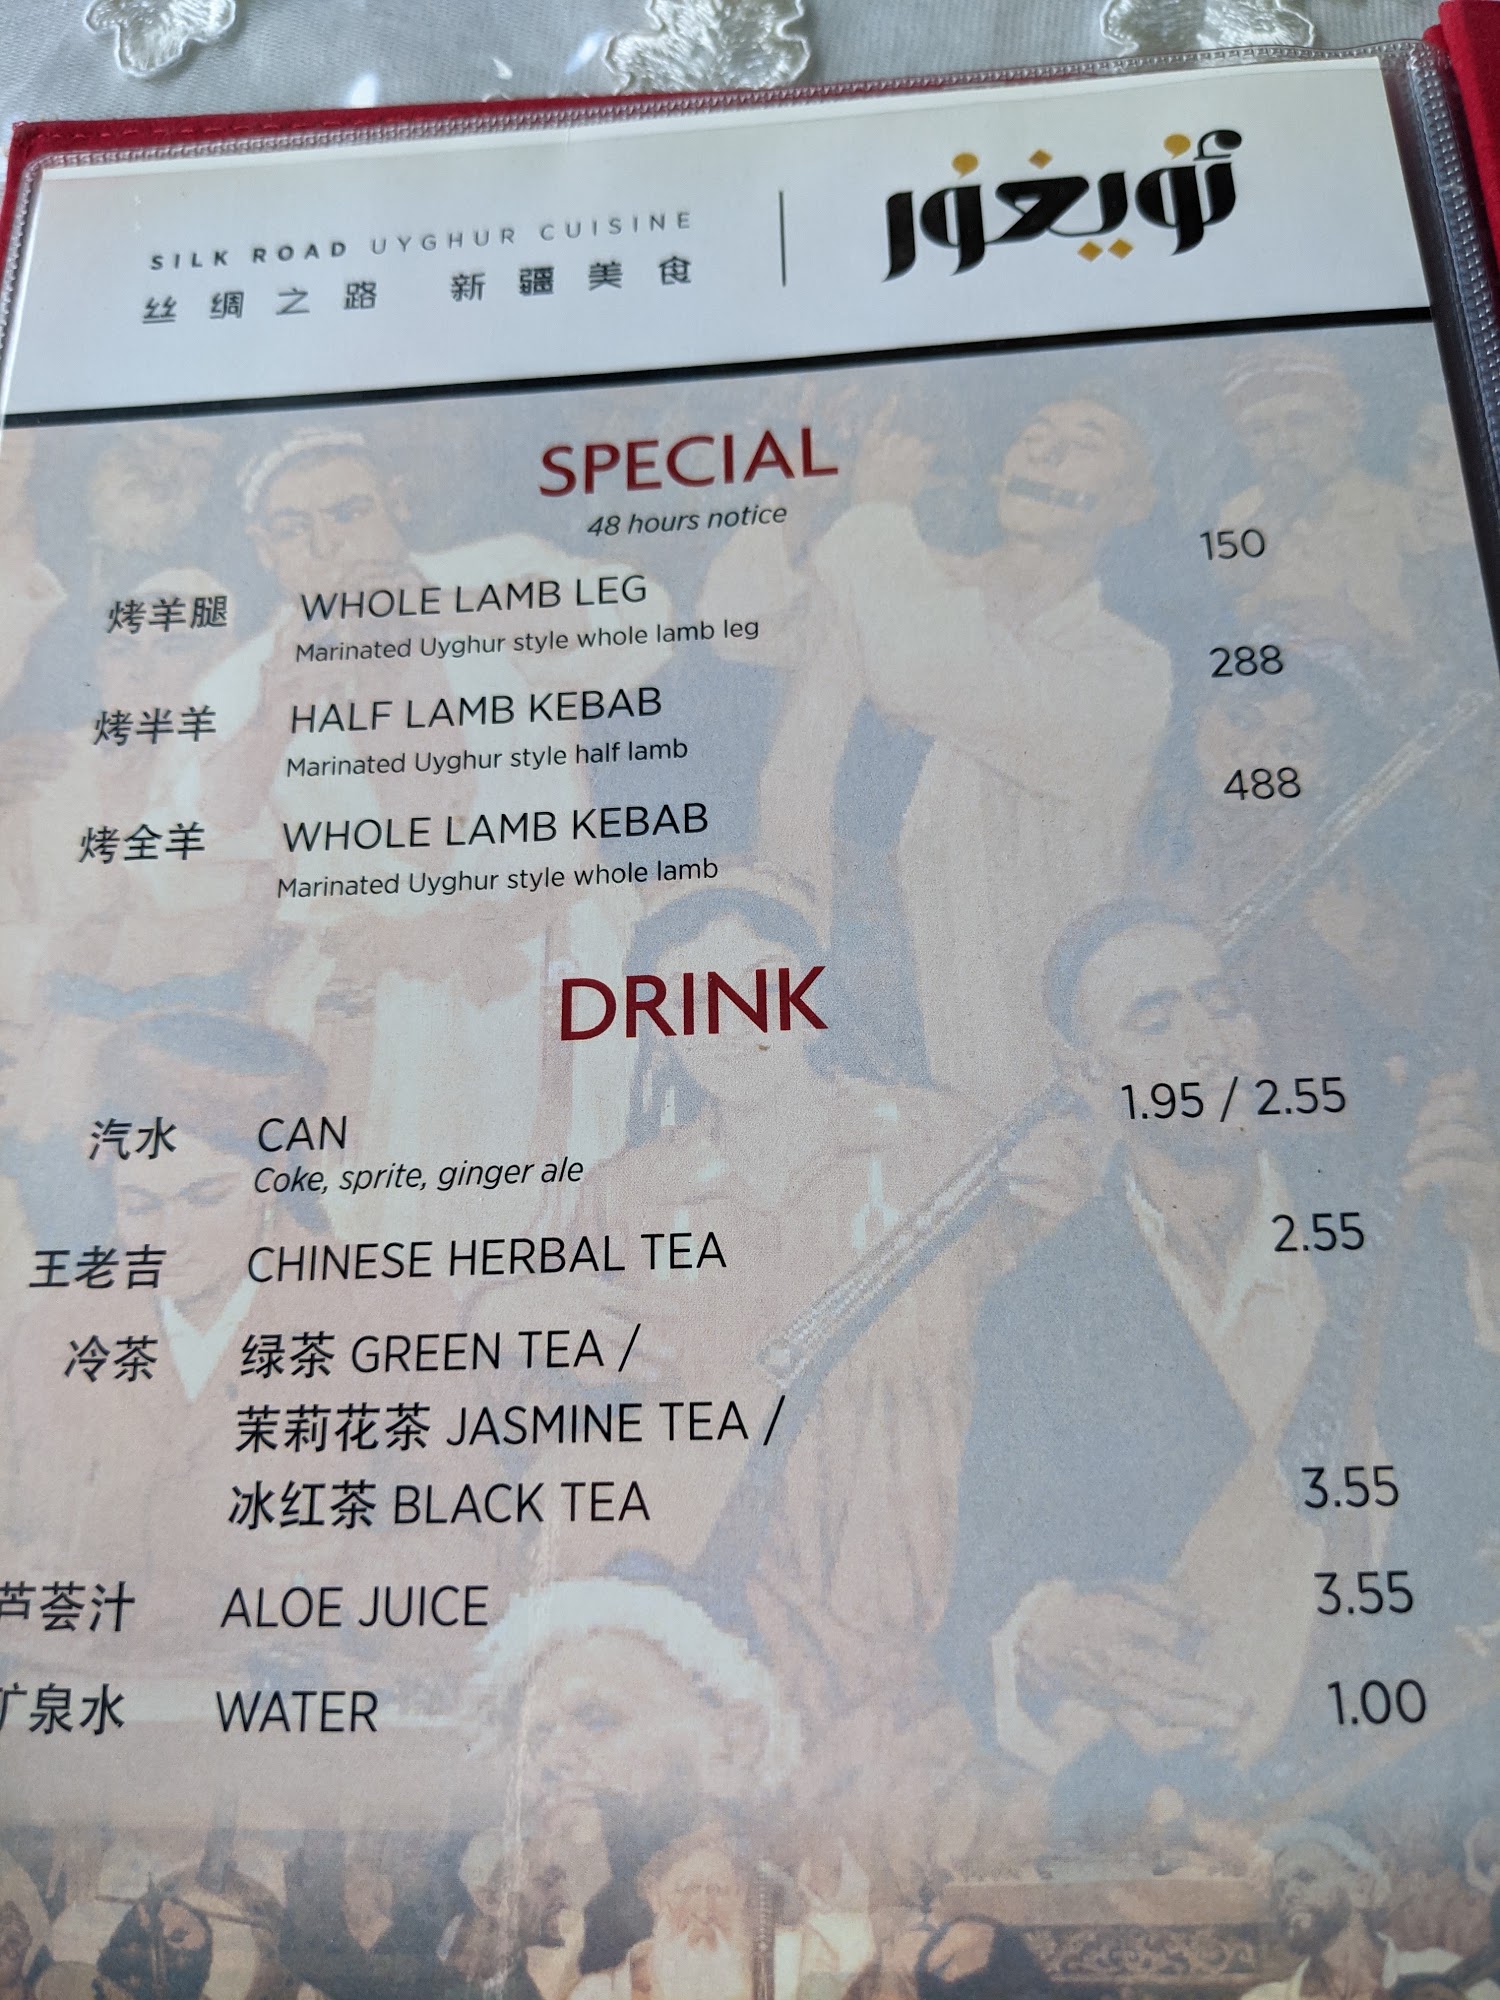 SILK ROAD UYGHUR CUISINE
丝绸之路 新疆美食
ئۇيغۇر
SPECIAL
48 hours notice
烤羊腿 WHOLE LAMB LEG 150
Marinated Uyghur style whole lamb leg
烤半羊 HALF LAMB KEBAB 288
Marinated Uyghur style half lamb
烤全羊 WHOLE LAMB KEBAB 488
Marinated Uyghur style whole lamb
DRINK
汽水 CAN 1.95 / 2.55
Coke, sprite, ginger ale
王老吉 CHINESE HERBAL TEA 2.55
冷茶 绿茶 GREEN TEA /
茉莉花茶 JASMINE TEA /
冰红茶 BLACK TEA 3.55
芦荟汁 ALOE JUICE 3.55
矿泉水 WATER 1.00